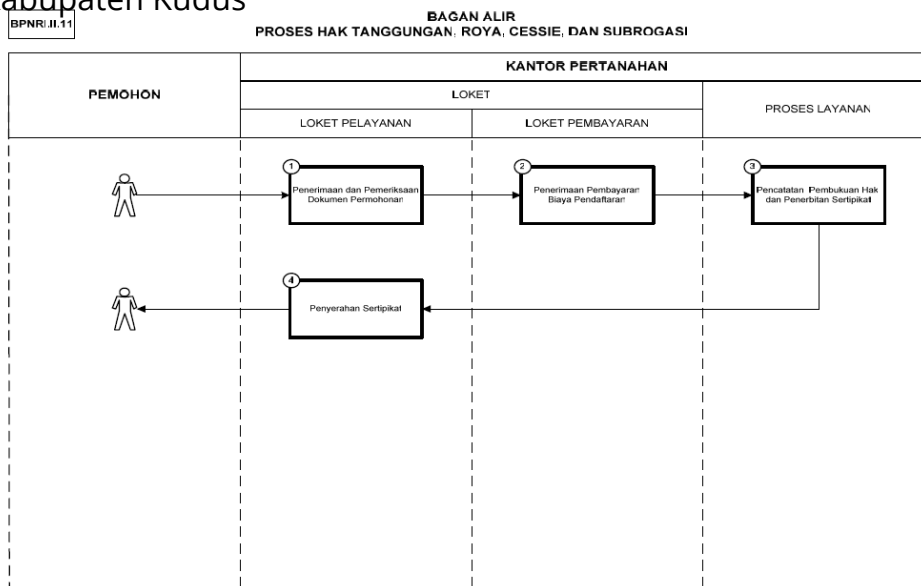 Kabupaten Kudus
BPNRI.II.11
BAGAN ALIR
PROSES HAK TANGGUNGAN, ROYA, CESSIE, DAN SUBROGASI
PEMOHON
KANTOR PERTANAHAN
LOKET
PROSES LAYANAN
LOKET PELAYANAN
LOKET PEMBAYARAN
1
Penerimaan dan Pemeriksaan
Dokumen Permohonan
2
Penerimaan Pembayaran
Biaya Pendaftaran
3
Pencatatan Pembukuan Hak
dan Penerbitan Sertipikat
4
Penyerahan Sertipikat